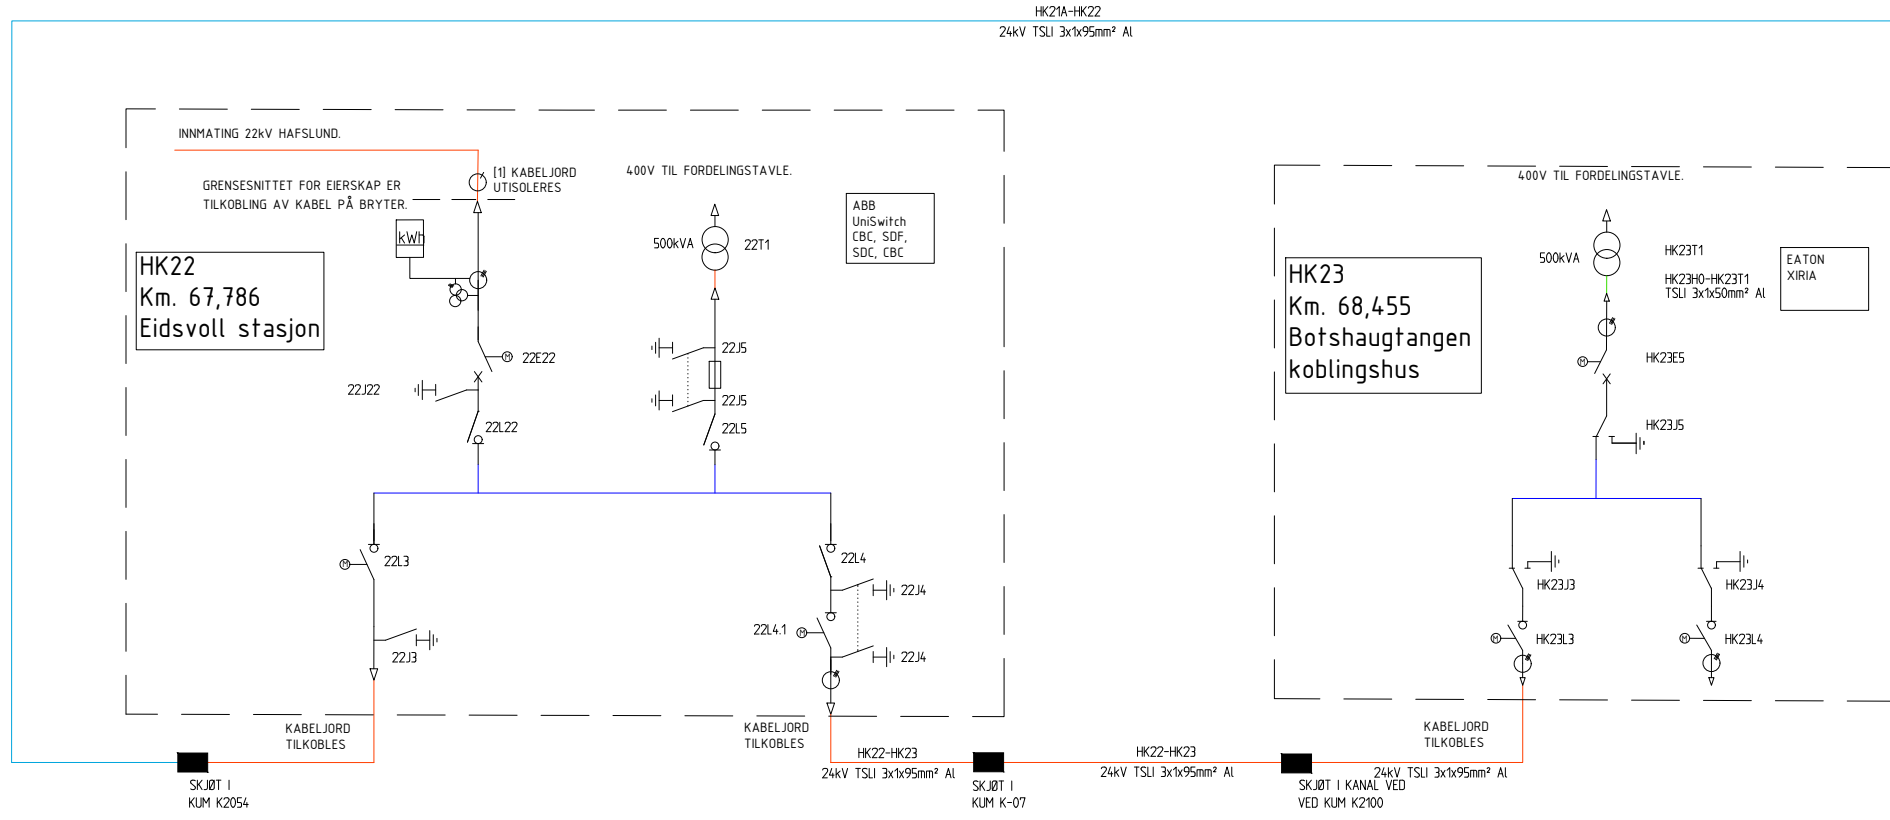 HK21A-HK22
24kV TSLI 3x1x95mm² Al
INNMATING 22kV HAFSLUND.
[1] KABELJORD
UTISOLERES
GRENSESNITTET FOR EIERSKAP ER
TILKOBLING AV KABEL PÅ BRYTER.
kWh
HK22
Km. 67,786
Eidsvoll stasjon
M
22E22
22J22
22L22
400V TIL FORDELINGSTAVLE.
500kVA
22T1
22J5
22J5
22L5
ABB
UniSwitch
CBC, SDF,
SDC, CBC
M
22L3
22J3
22L4
22J4
22L4.1
M
22J4
KABELJORD
TILKOBLES
KABELJORD
TILKOBLES
SKJØT I
KUM K2054
HK22-HK23
24kV TSLI 3x1x95mm² Al
SKJØT I
KUM K-07
HK22-HK23
24kV TSLI 3x1x95mm² Al
SKJØT I KANAL VED
VED KUM K2100
24kV TSLI 3x1x95mm² Al
400V TIL FORDELINGSTAVLE.
500kVA
HK23T1
HK23H0-HK23T1
TSLI 3x1x50mm² Al
EATON
XIRIA
HK23
Km. 68,455
Botshaugtangen
koblingshus
M
HK23E5
HK23J5
HK23J3
HK23J4
M
HK23L3
M
HK23L4
KABELJORD
TILKOBLES